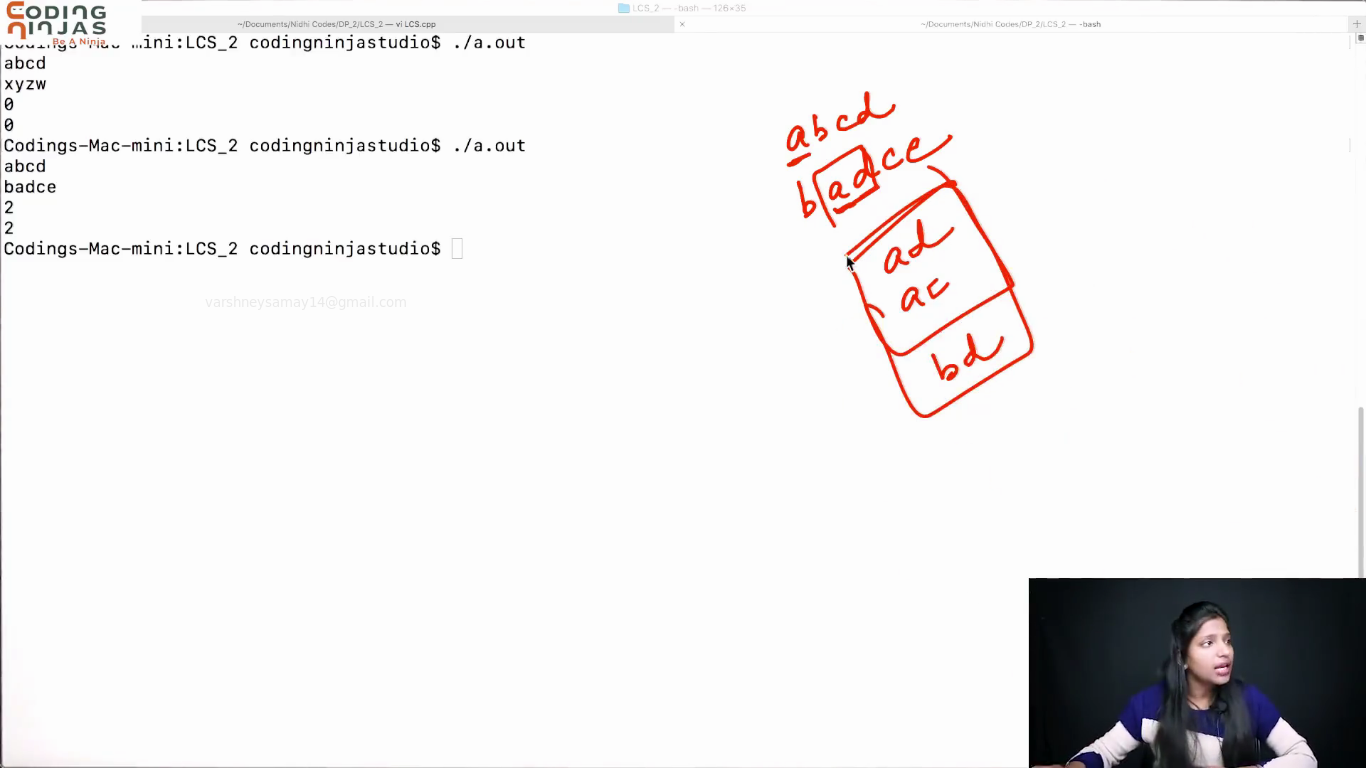 CODING
NINJAS
Be A Ninja
LCS_2 — -bash — 126×35
~/Documents/Nidhi Codes/DP_2/LCS_2 — vi LCS.cpp
~/Documents/Nidhi Codes/DP_2/LCS_2 — -bash
Codings-Mac-mini:LCS_2 codingninjastudio$ ./a.out
abcd
xyzw
0
0
Codings-Mac-mini:LCS_2 codingninjastudio$ ./a.out
abcd
badce
2
2
Codings-Mac-mini:LCS_2 codingninjastudio$
varshneysamay14@gmail.com
abcd
badce
ad
ac
bd